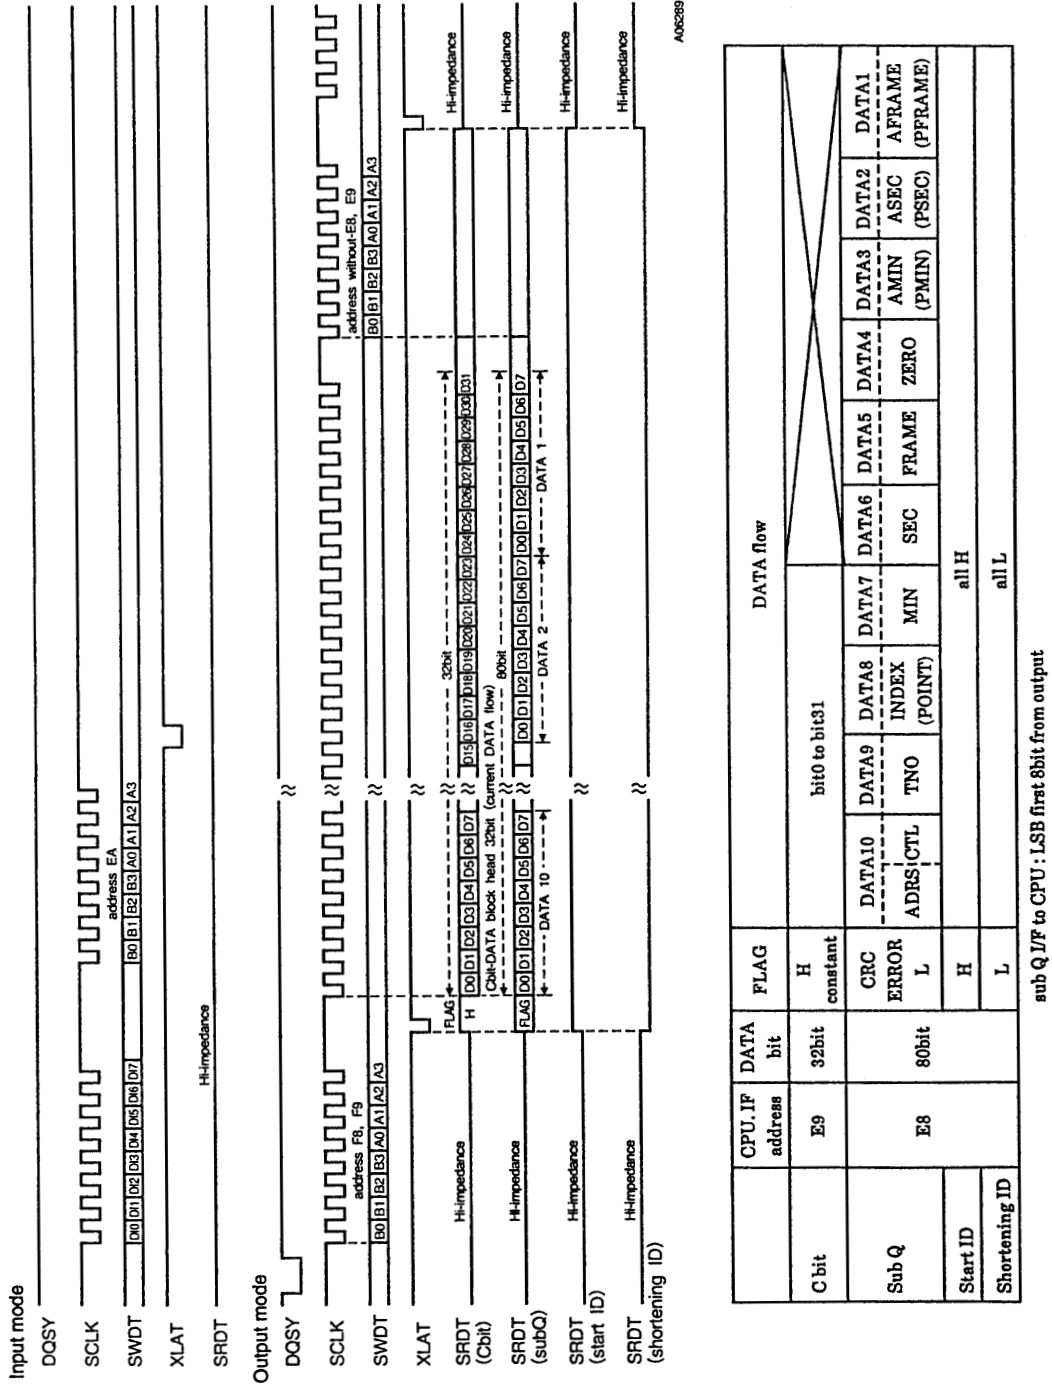 Input mode
DQSY
SCLK
address EA
SWDT
DI0 DI1 DI2 DI3 DI4 DI5 DI6 DI7 B0 B1 B2 B3 A0 A1 A2 A3
XLAT
SRDT Hi-impedance
Output mode
DQSY
SCLK
address F8, F9 address without-E8, E9
SWDT
B0 B1 B2 B3 A0 A1 A2 A3 B0 B1 B2 B3 A0 A1 A2 A3
XLAT
FLAG 32bit
SRDT (Cbit) Hi-impedance H D0 D1 D2 D3 D4 D5 D6 D7 D15 D16 D17 D18 D19 D20 D21 D22 D23 D24 D25 D26 D27 D28 D29 D30 D31 Hi-impedance
Cbit-DATA block head 32bit (current DATA flow)
80bit
SRDT (subQ) Hi-impedance FLAG D0 D1 D2 D3 D4 D5 D6 D7 D0 D1 D2 D3 D4 D5 D6 D7 D0 D1 D2 D3 D4 D5 D6 D7 Hi-impedance
DATA 10 DATA 2 DATA 1
SRDT (start ID) Hi-impedance Hi-impedance
SRDT (shortening ID) Hi-impedance Hi-impedance
A06289
CPU.IF address DATA bit FLAG DATA flow
C bit E9 32bit H constant bit0 to bit31
Sub Q E8 80bit CRC ERROR L DATA10 DATA9 DATA8 DATA7 DATA6 DATA5 DATA4 DATA3 DATA2 DATA1
ADRS CTL TNO INDEX (POINT) MIN SEC FRAME ZERO AMIN (PMIN) ASEC (PSEC) AFRAME (PFRAME)
Start ID H all H
Shortening ID L all L
sub Q I/F to CPU : LSB first 8bit from output